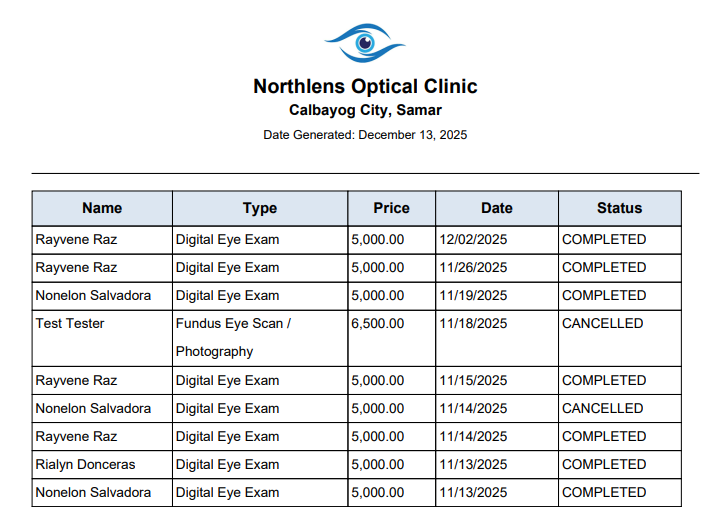 Northlens Optical Clinic
Calbayog City, Samar
Date Generated: December 13, 2025
Name Type Price Date Status
Rayvene Raz Digital Eye Exam 5,000.00 12/02/2025 COMPLETED
Rayvene Raz Digital Eye Exam 5,000.00 11/26/2025 COMPLETED
Nonelon Salvadora Digital Eye Exam 5,000.00 11/19/2025 COMPLETED
Test Tester Fundus Eye Scan / 6,500.00 11/18/2025 CANCELLED
Photography
Rayvene Raz Digital Eye Exam 5,000.00 11/15/2025 COMPLETED
Nonelon Salvadora Digital Eye Exam 5,000.00 11/14/2025 CANCELLED
Rayvene Raz Digital Eye Exam 5,000.00 11/14/2025 COMPLETED
Rialyn Donceras Digital Eye Exam 5,000.00 11/13/2025 COMPLETED
Nonelon Salvadora Digital Eye Exam 5,000.00 11/13/2025 COMPLETED